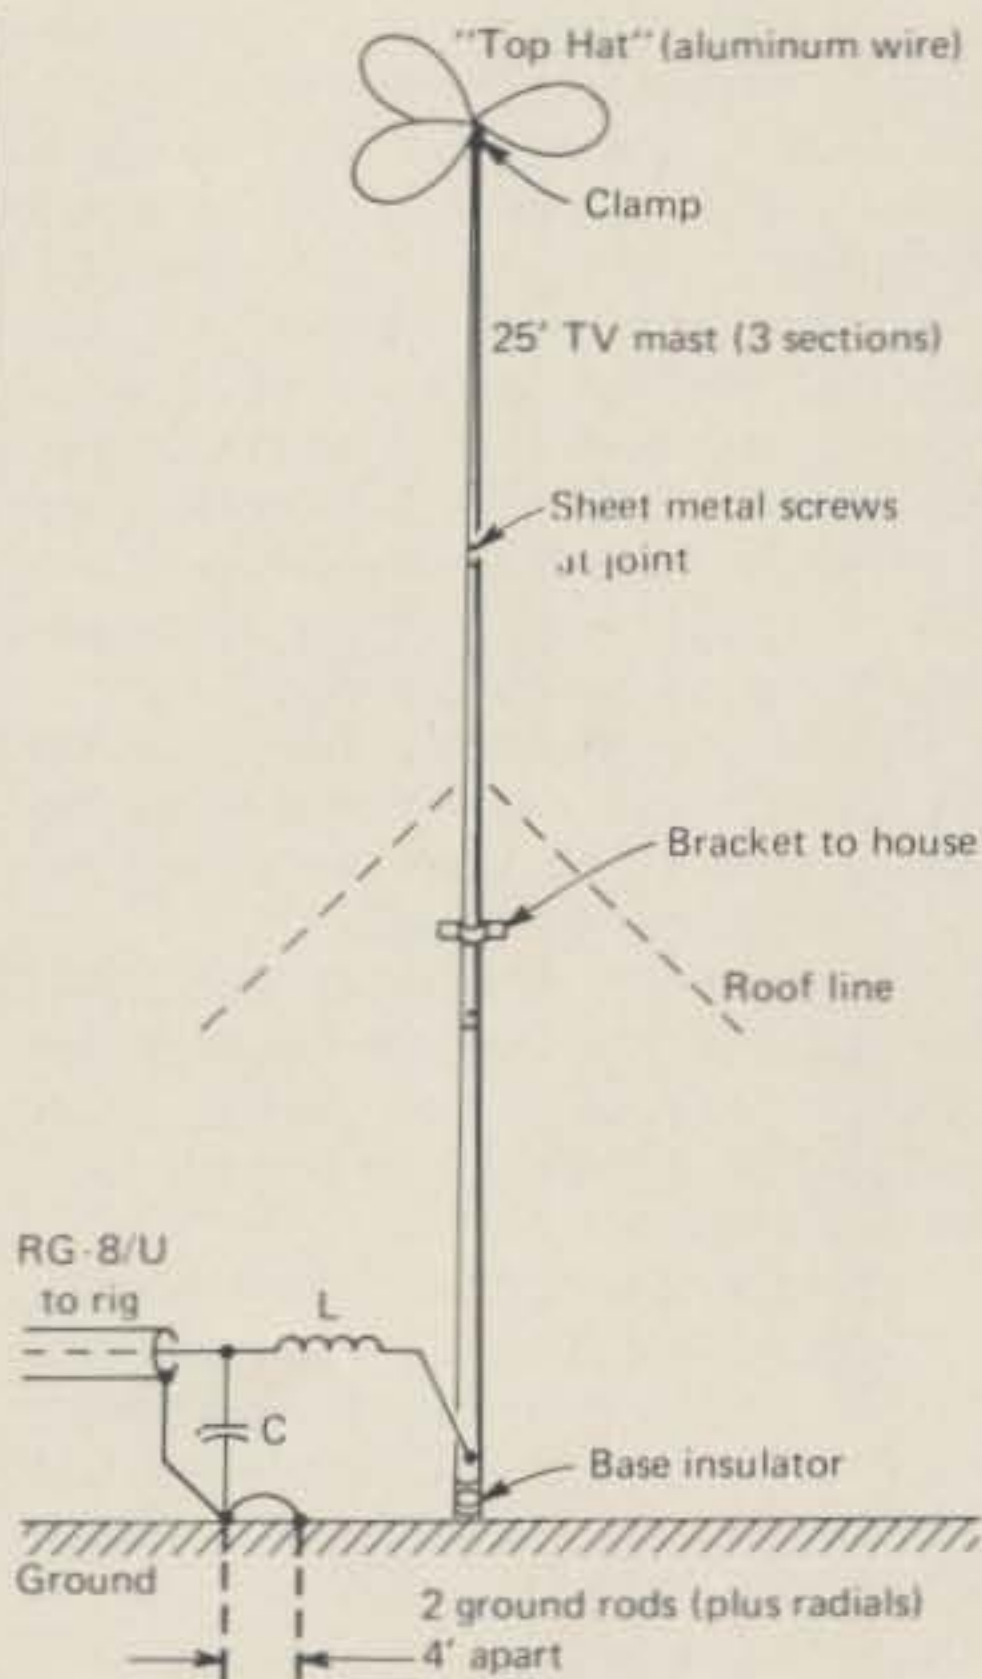 "Top Hat" (aluminum wire)
Clamp
25' TV mast (3 sections)
Sheet metal screws
at joint
Bracket to house
Roof line
RG-8/U
to rig
L
C
Base insulator
Ground
2 ground rods (plus radials)
4' apart